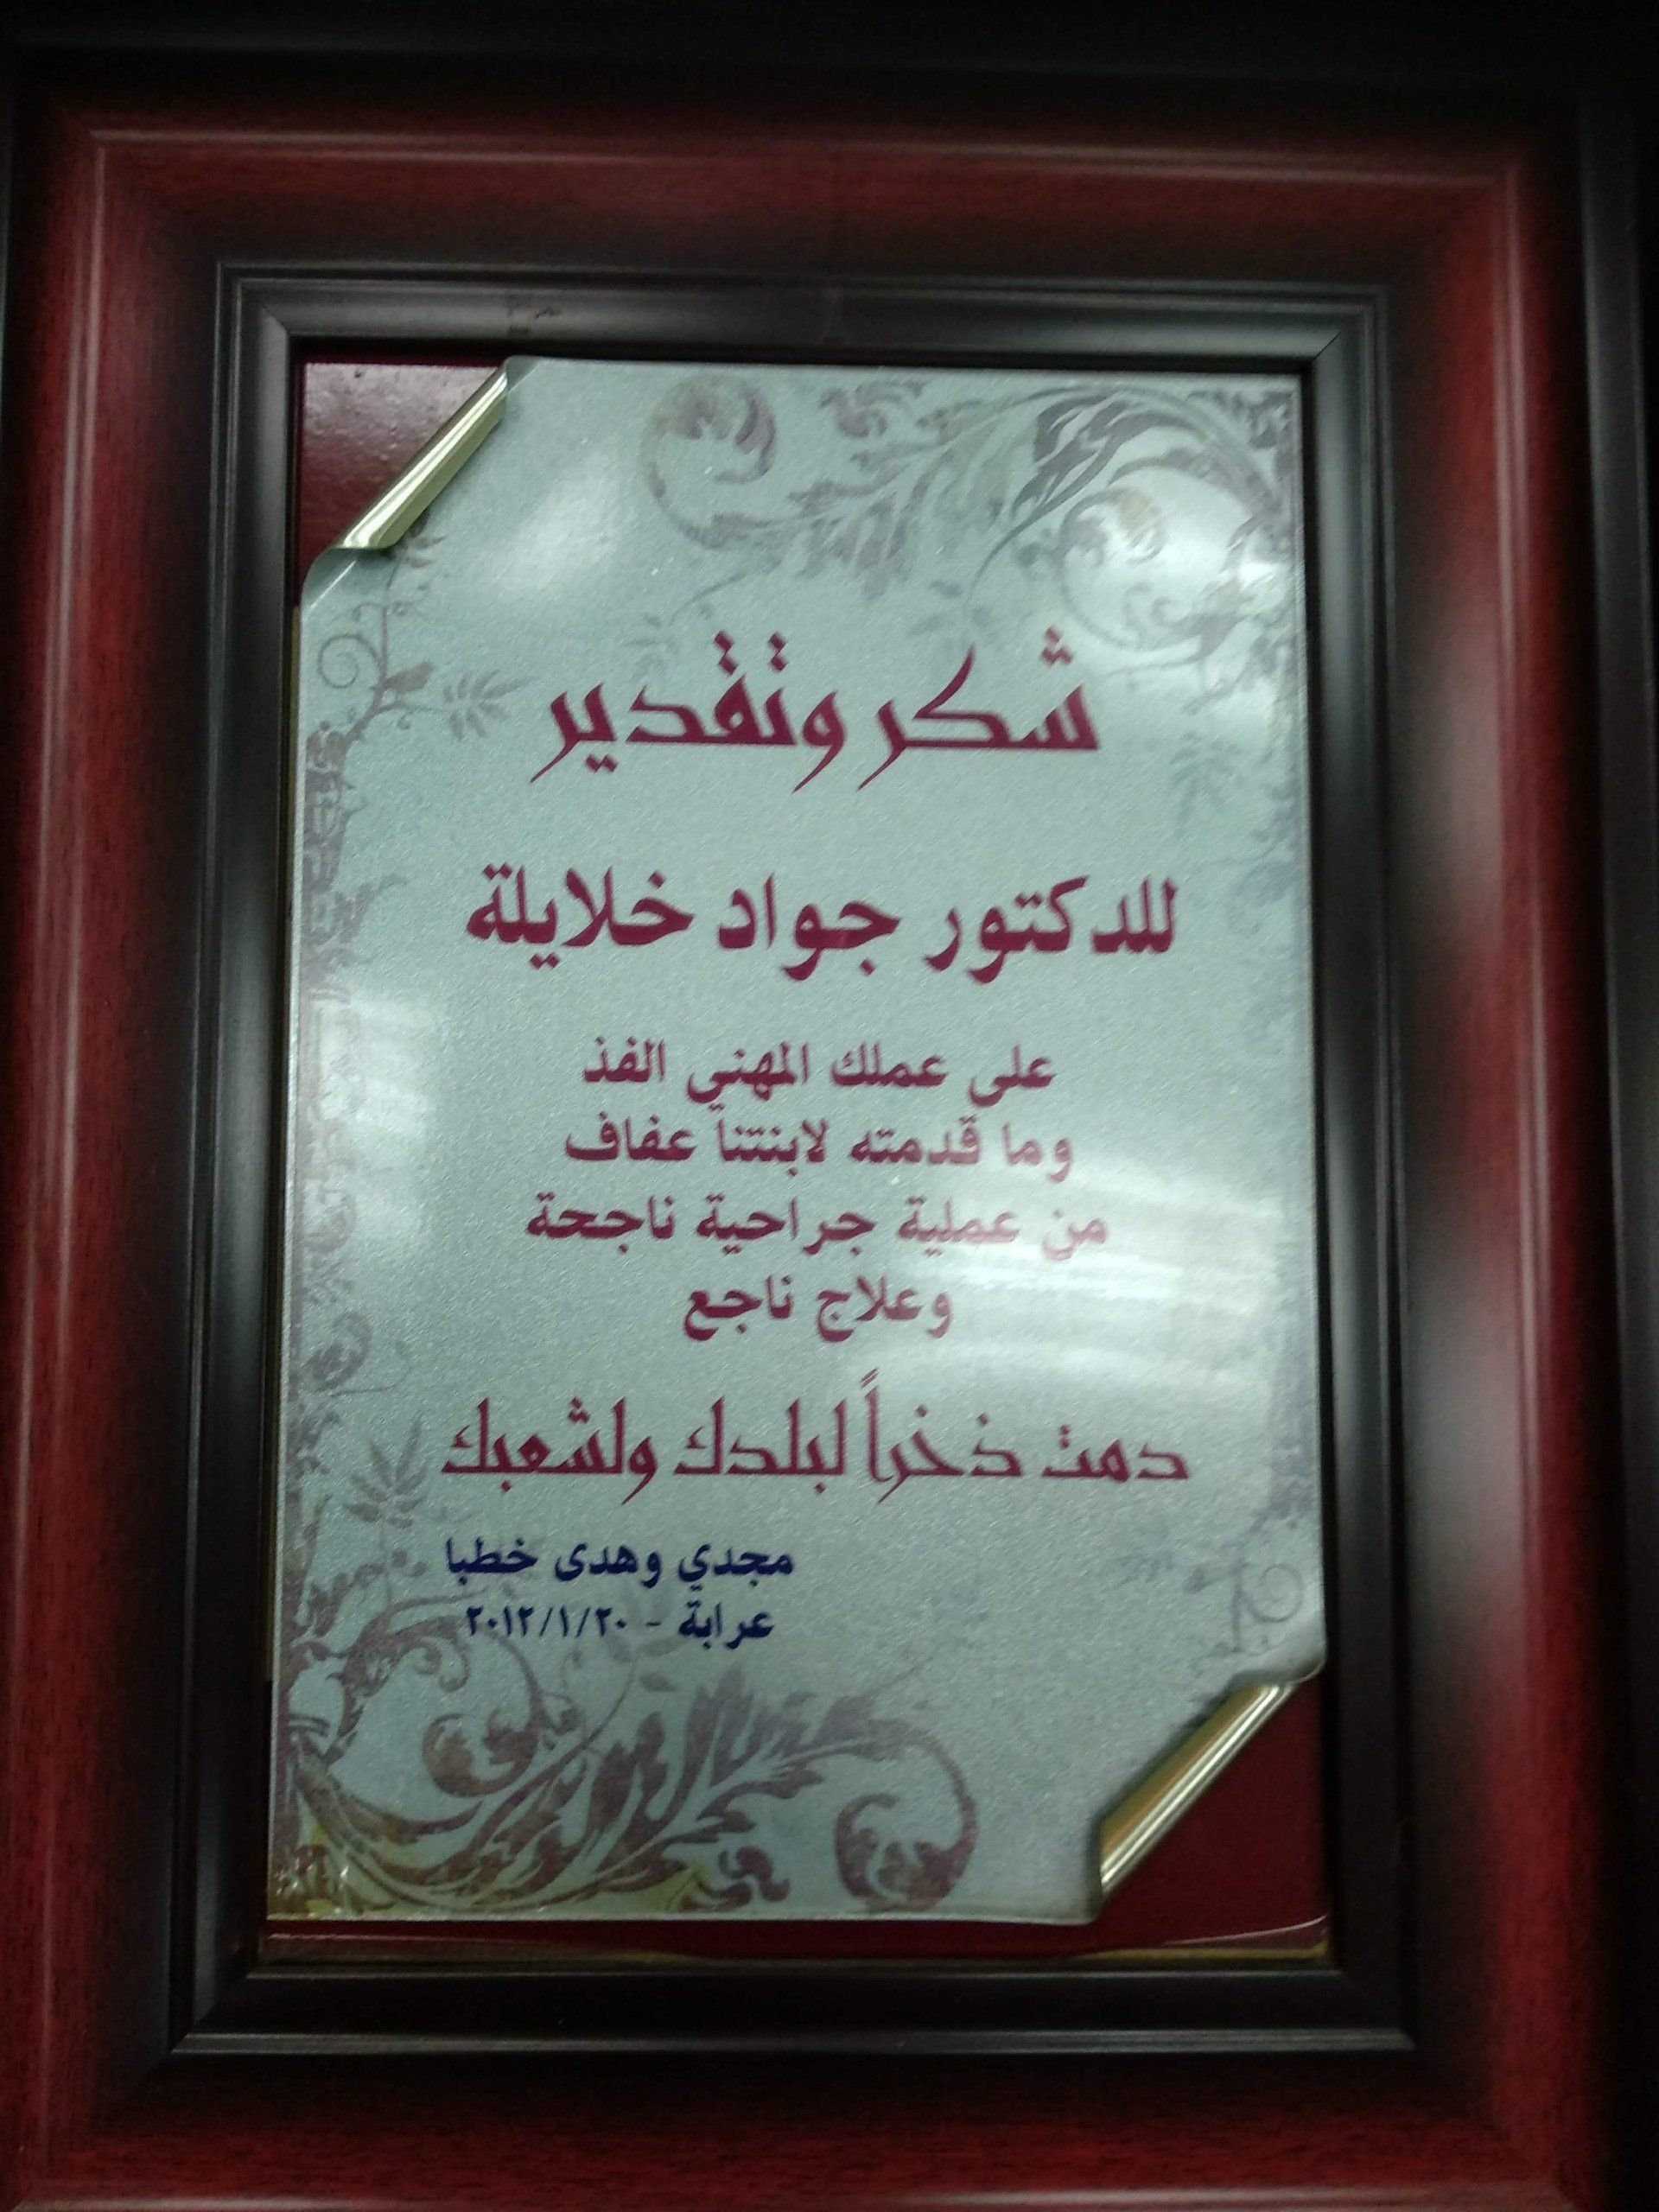 شكر وتقدير
للدكتور جواد خلايلة
على عملك المهني الفذ
وما قدمته لابنتنا عفاف
من عملية جراحية ناجحة
وعلاج ناجع
دمت ذخراً لبلدك ولشعبك
مجدي وهدى خطبا
عرابة - ٢٠١٢/١/٢٠